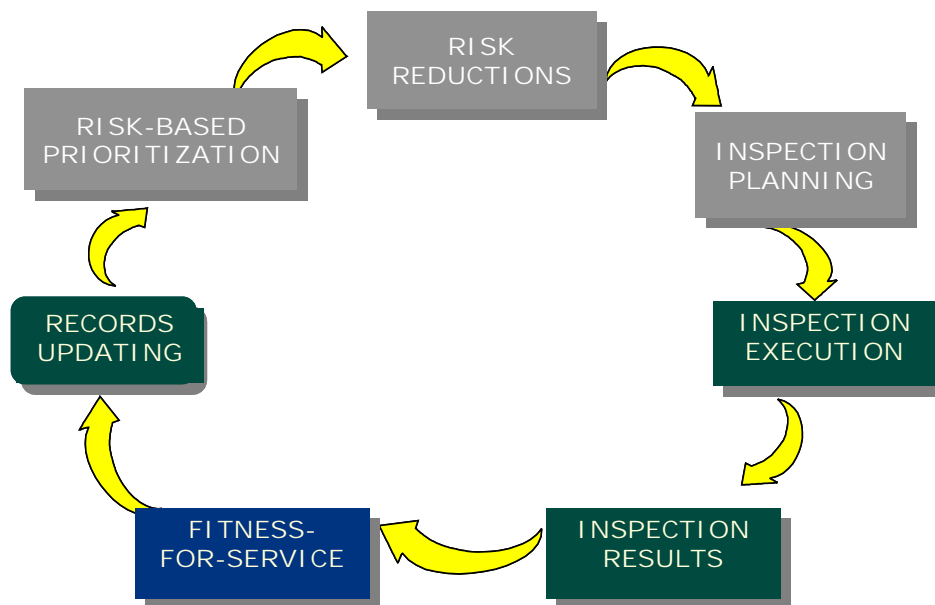 RISK
REDUCTIONS
RISK-BASED
PRIORITIZATION
INSPECTION
PLANNING
RECORDS
UPDATING
INSPECTION
EXECUTION
FITNESS-
FOR-SERVICE
INSPECTION
RESULTS